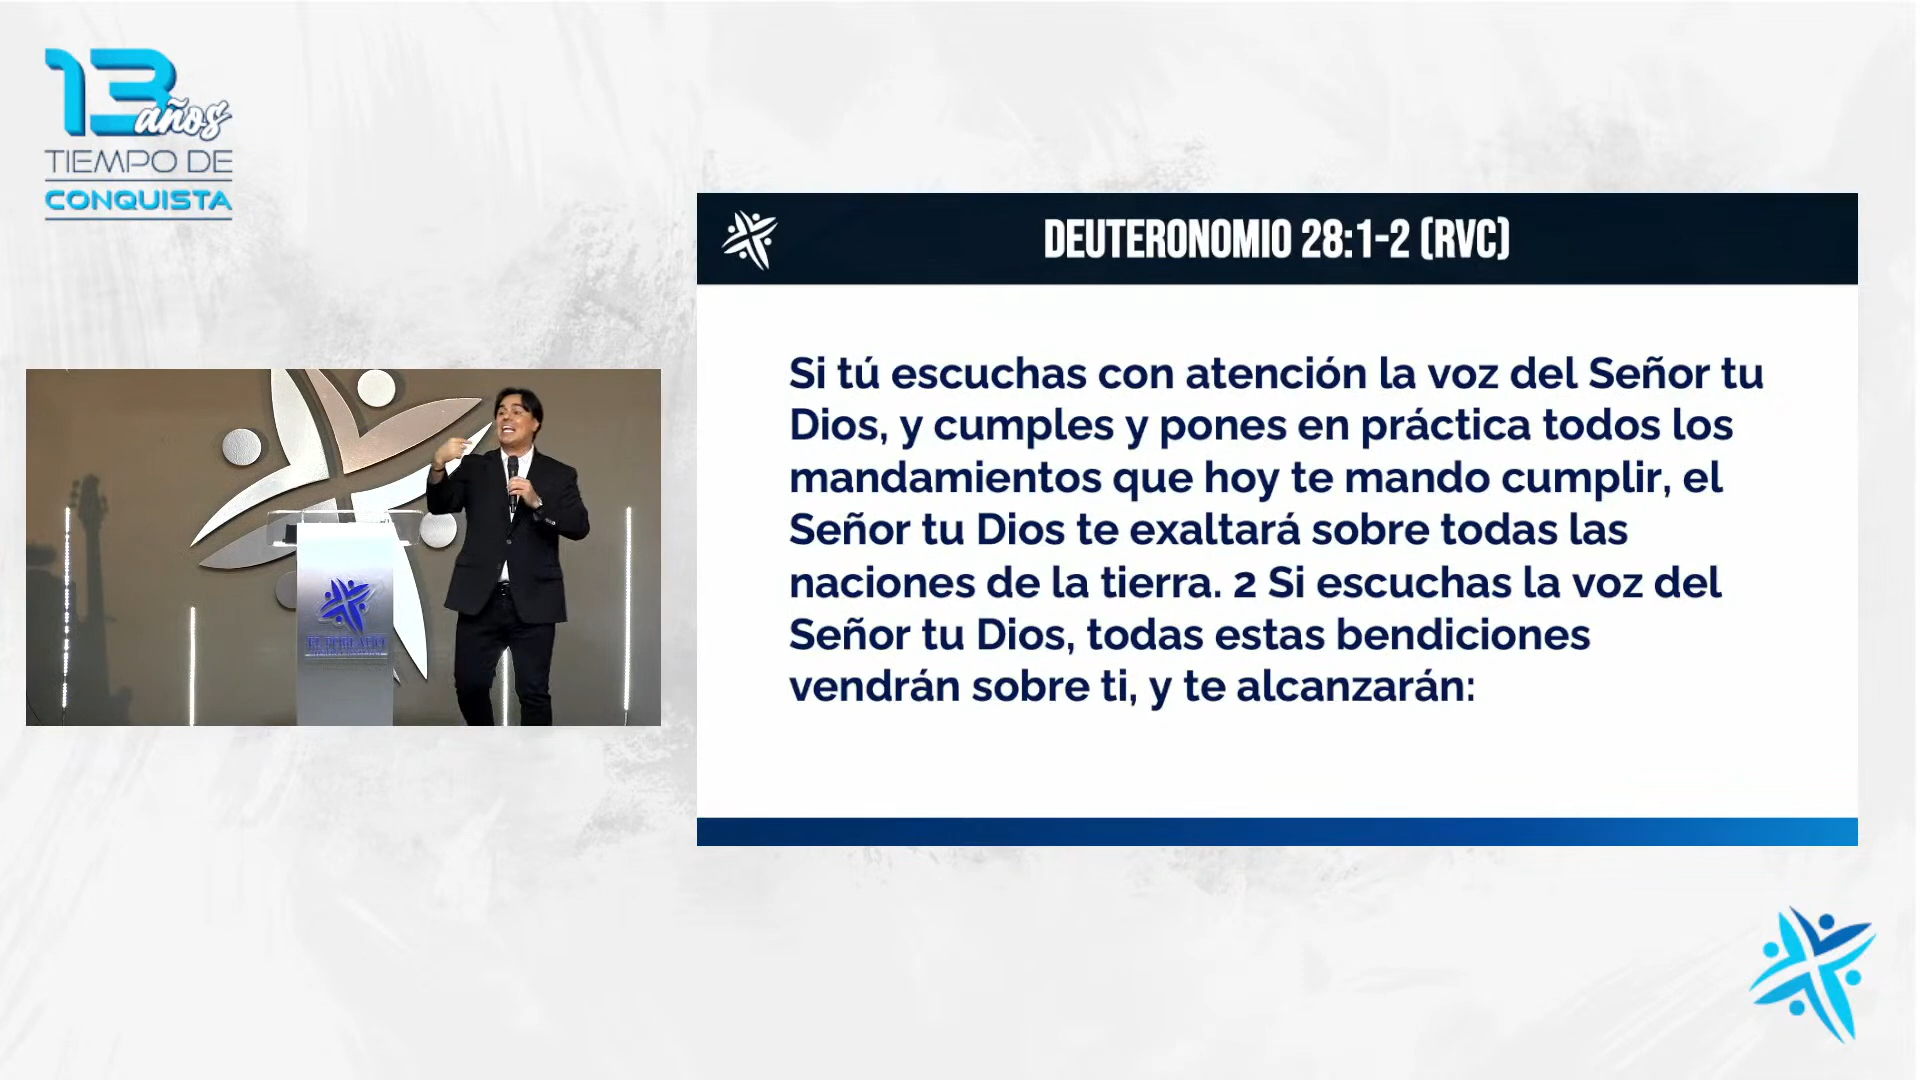 13
años
TIEMPO DE
CONQUISTA
DEUTERONOMIO 28:1-2 (RVC)
Si tú escuchas con atención la voz del Señor tu
Dios, y cumples y pones en práctica todos los
mandamientos que hoy te mando cumplir, el
Señor tu Dios te exaltará sobre todas las
naciones de la tierra. 2 Si escuchas la voz del
Señor tu Dios, todas estas bendiciones
vendrán sobre ti, y te alcanzarán: